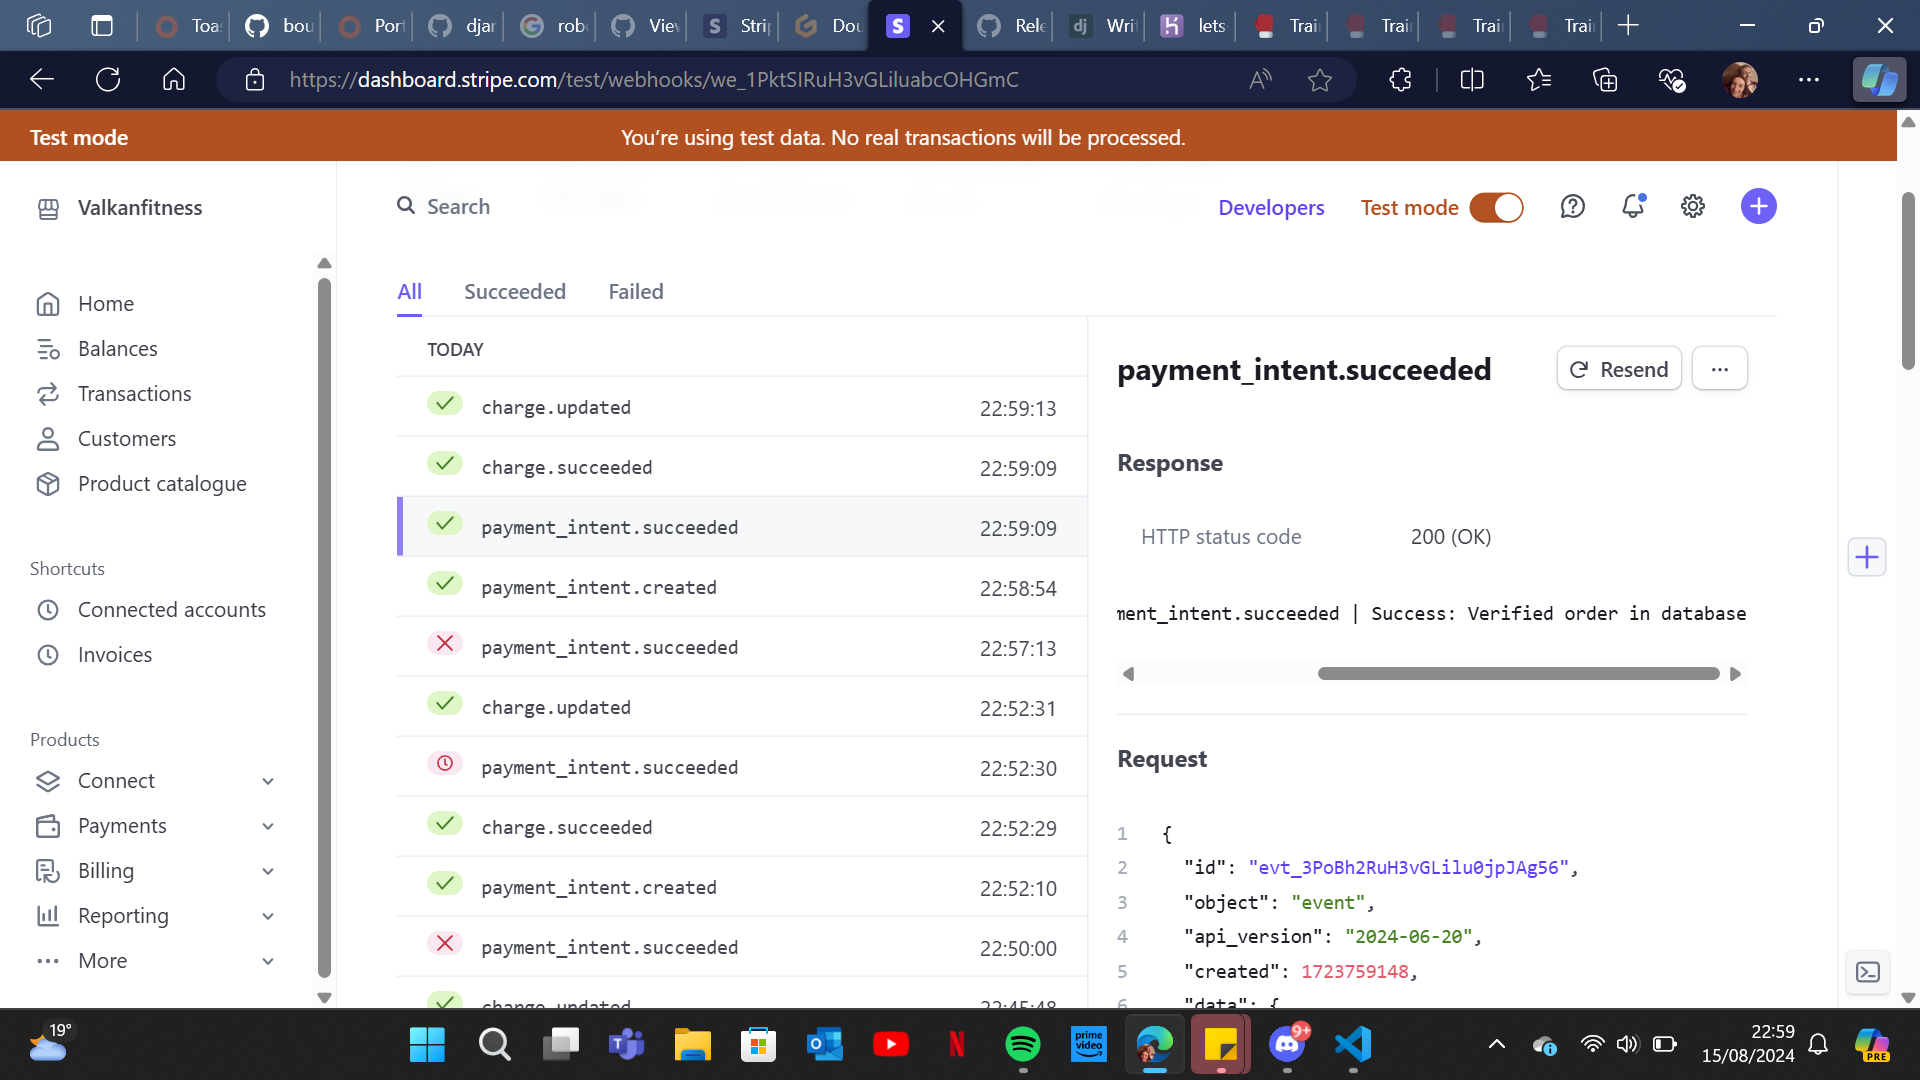 Toa
bou
Port
djar
rob
Viev
Strip
Dou
Rele
Writ
lets
Trai
Trai
Trai
Trai
https://dashboard.stripe.com/test/webhooks/we_1PktSIRuH3vGLiluabcOHGmC
Test mode
You're using test data. No real transactions will be processed.
Valkanfitness
Search
Developers
Test mode
Home
Balances
Transactions
Customers
Product catalogue
Shortcuts
Connected accounts
Invoices
Products
Connect
Payments
Billing
Reporting
More
All
Succeeded
Failed
TODAY
charge.updated 22:59:13
charge.succeeded 22:59:09
payment_intent.succeeded 22:59:09
payment_intent.created 22:58:54
payment_intent.succeeded 22:57:13
charge.updated 22:52:31
payment_intent.succeeded 22:52:30
charge.succeeded 22:52:29
payment_intent.created 22:52:10
payment_intent.succeeded 22:50:00
charge.updated 22:45:48
payment_intent.succeeded
Resend
Response
HTTP status code 200 (OK)
ment_intent.succeeded | Success: Verified order in database
Request
1 {
2 "id": "evt_3PoBh2RuH3vGLilu0jpJAg56",
3 "object": "event",
4 "api_version": "2024-06-20",
5 "created": 1723759148,
6 "data": {
19°
prime
video
9+
22:59
15/08/2024
PRE